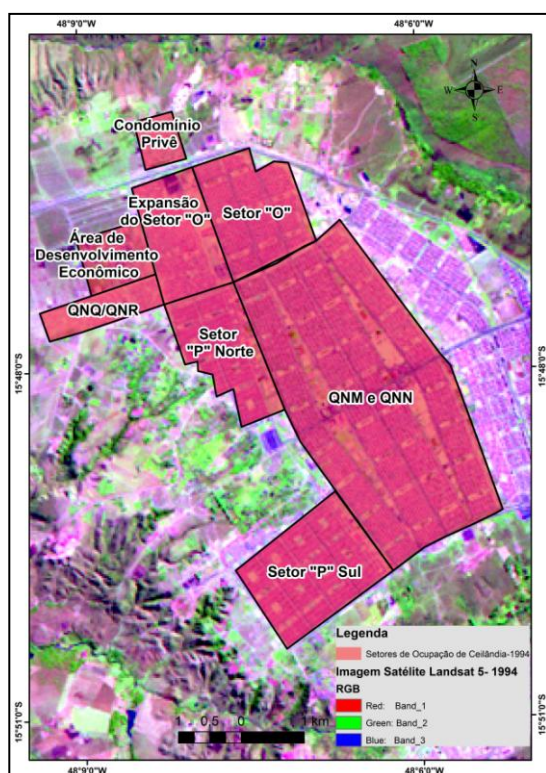 48°9'0"W
48°6'0"W
N
W E
S
Condomínio
Privê
Expansão
do Setor "O"
Setor "O"
Área de
Desenvolvimento
Econômico
QNQ/QNR
Setor
"P" Norte
15°48'0"S
15°48'0"S
QNM e QNN
Setor "P" Sul
Legenda
Setores de Ocupação de Ceilândia-1994
Imagem Satélite Landsat 5- 1994
RGB
Red: Band_1
Green: Band_2
Blue: Band_3
15°51'0"S
15°51'0"S
1 0.5 0 1 km
48°9'0"W
48°6'0"W